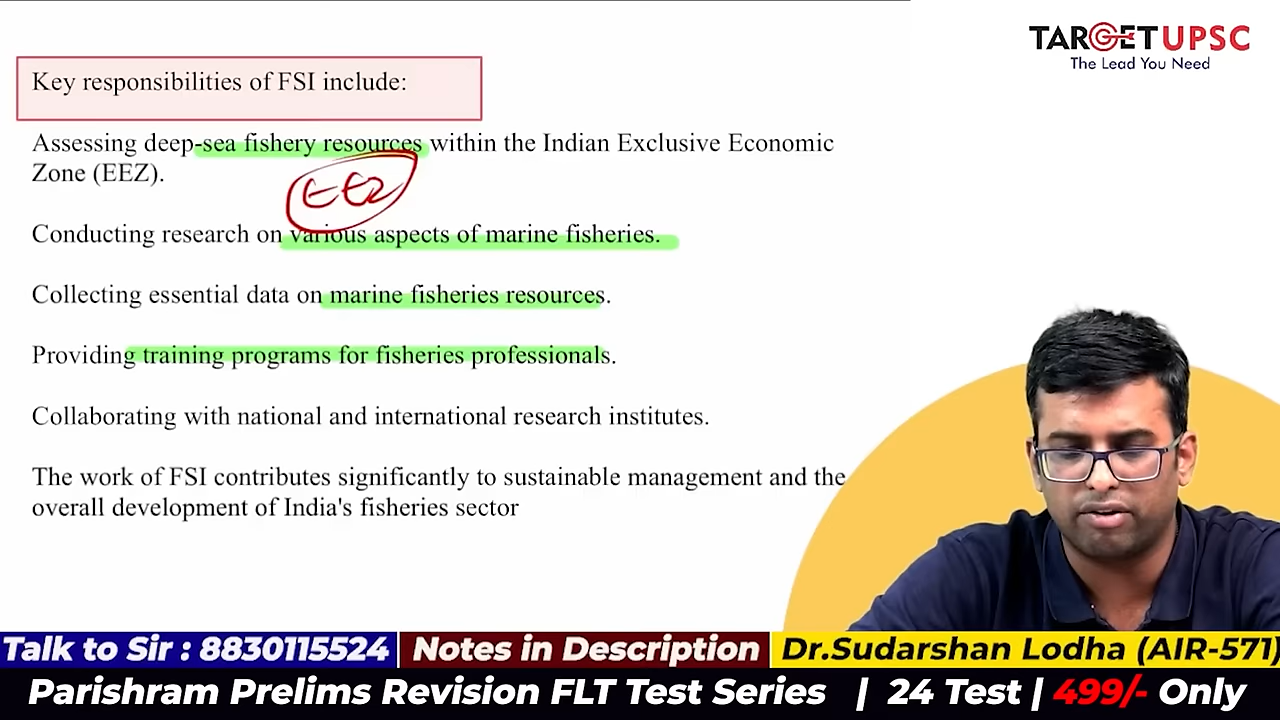 TARGET UPSC
The Lead You Need
Key responsibilities of FSI include:
Assessing deep-sea fishery resources within the Indian Exclusive Economic
Zone (EEZ).
EEZ
Conducting research on various aspects of marine fisheries.
Collecting essential data on marine fisheries resources.
Providing training programs for fisheries professionals.
Collaborating with national and international research institutes.
The work of FSI contributes significantly to sustainable management and the
overall development of India's fisheries sector
Talk to Sir : 8830115524 Notes in Description Dr.Sudarshan Lodha (AIR-571)
Parishram Prelims Revision FLT Test Series | 24 Test | 499/- Only